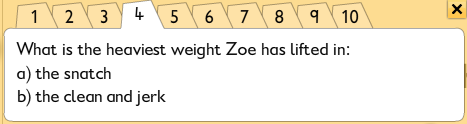 1 2 3 4 5 6 7 8 9 10
What is the heaviest weight Zoe has lifted in:
a) the snatch
b) the clean and jerk